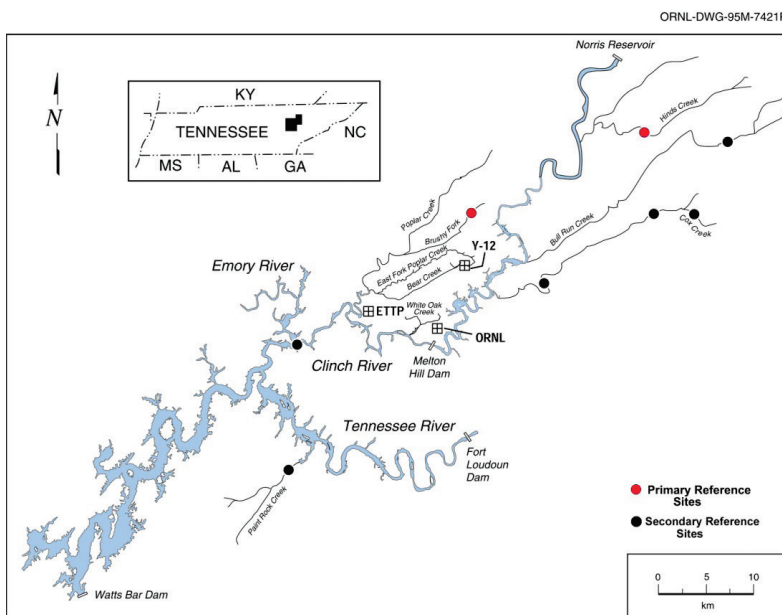 ORNL-DWG-95M-7421
Norris Reservoir
N
KY
TENNESSEE
NC
MS
AL
GA
Hinds Creek
Poplar Creek
Brushy Fork
Bull Run Creek
Cox Creek
Y-12
East Fork Poplar Creek
Bear Creek
Emory River
ETTP
White Oak
Creek
ORNL
Clinch River
Melton
Hill Dam
Tennessee River
Fort
Loudoun
Dam
Paint Rock Creek
Primary Reference
Sites
Secondary Reference
Sites
0 5 10
km
Watts Bar Dam